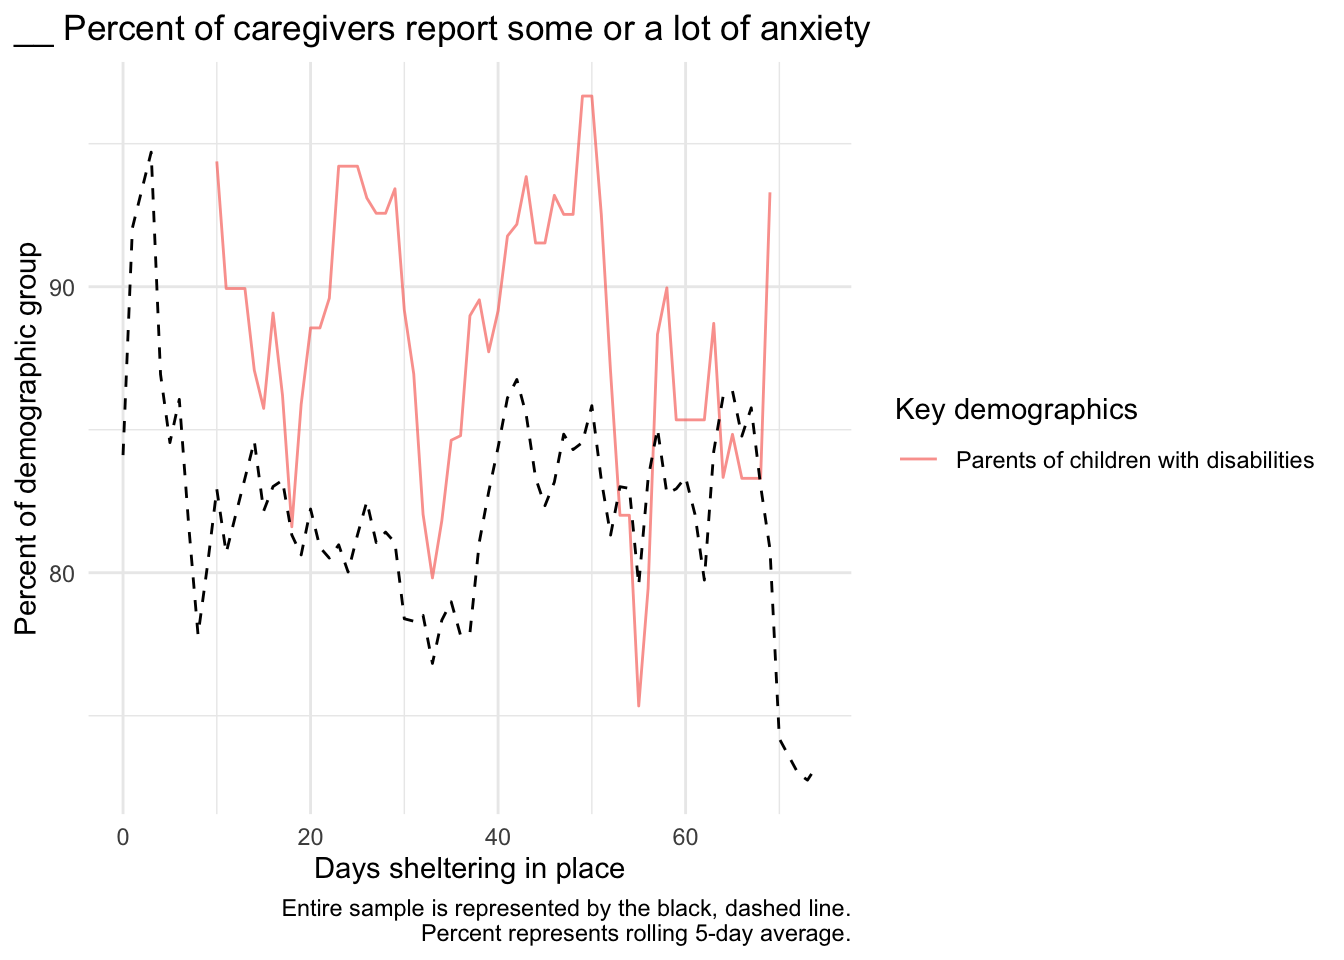 __ Percent of caregivers report some or a lot of anxiety
Percent of demographic group
90
80
0 20 40 60
Days sheltering in place
Key demographics
Parents of children with disabilities
Entire sample is represented by the black, dashed line.
Percent represents rolling 5-day average.